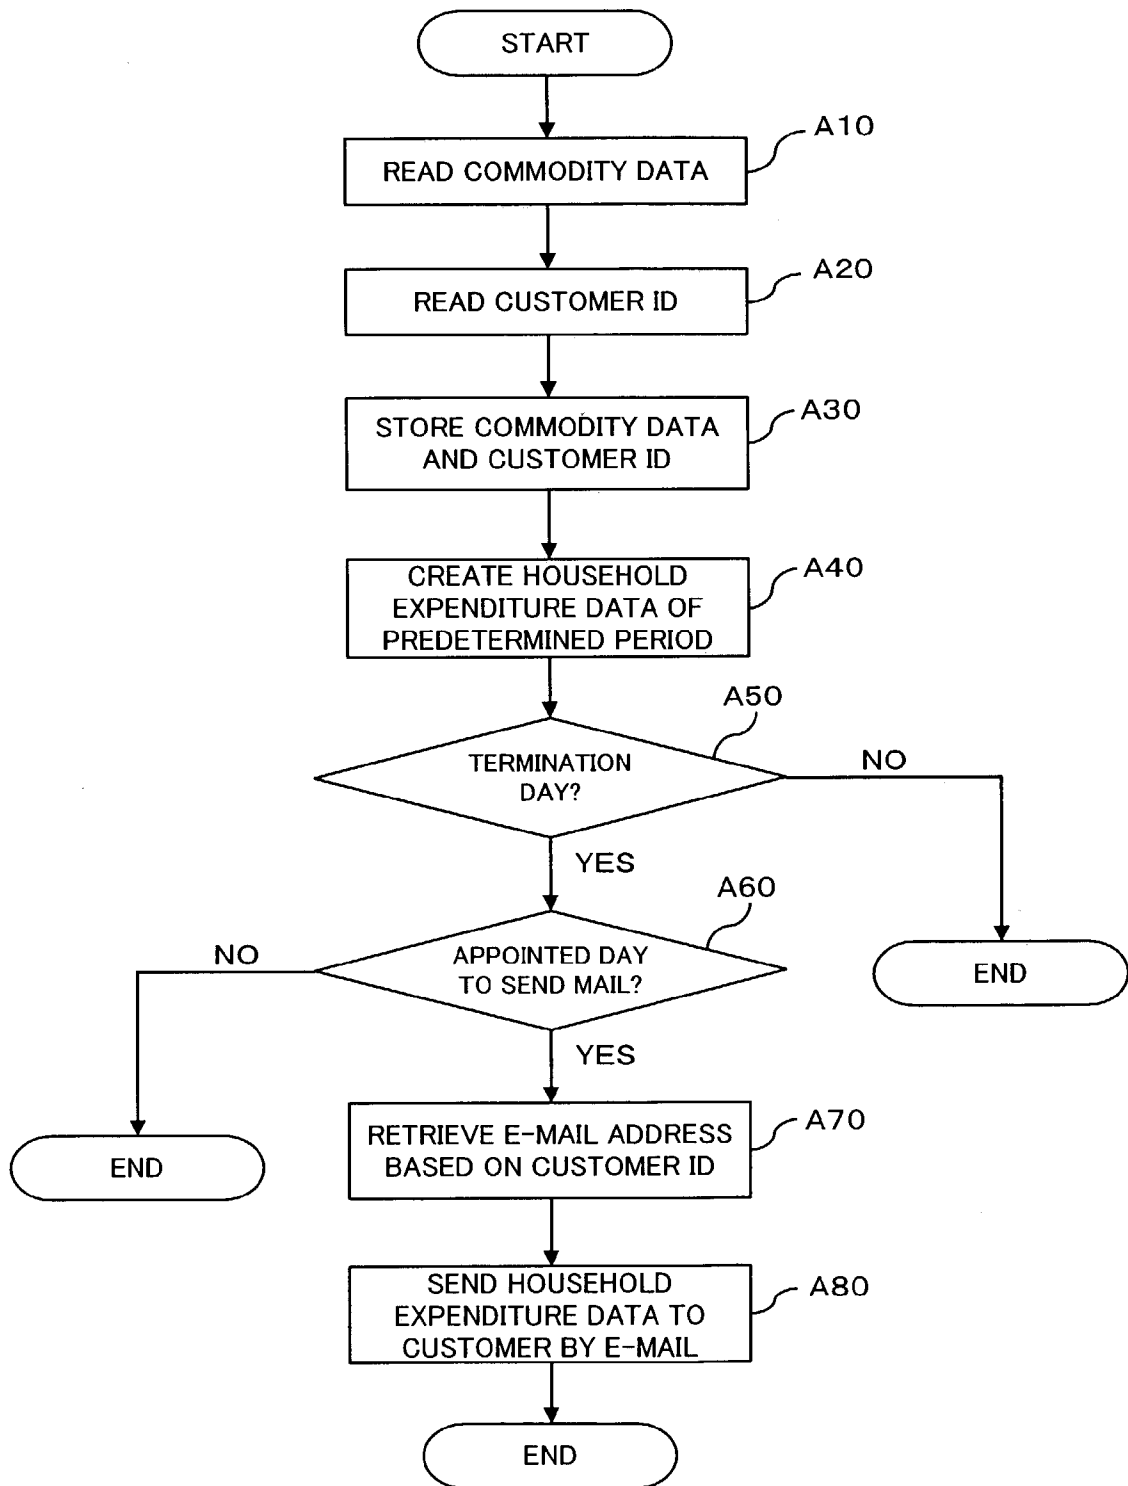 START
A10
READ COMMODITY DATA
A20
READ CUSTOMER ID
A30
STORE COMMODITY DATA
AND CUSTOMER ID
A40
CREATE HOUSEHOLD
EXPENDITURE DATA OF
PREDETERMINED PERIOD
A50
TERMINATION
DAY?
NO
YES
END
A60
APPOINTED DAY
TO SEND MAIL?
NO
YES
END
A70
RETRIEVE E-MAIL ADDRESS
BASED ON CUSTOMER ID
A80
SEND HOUSEHOLD
EXPENDITURE DATA TO
CUSTOMER BY E-MAIL
END